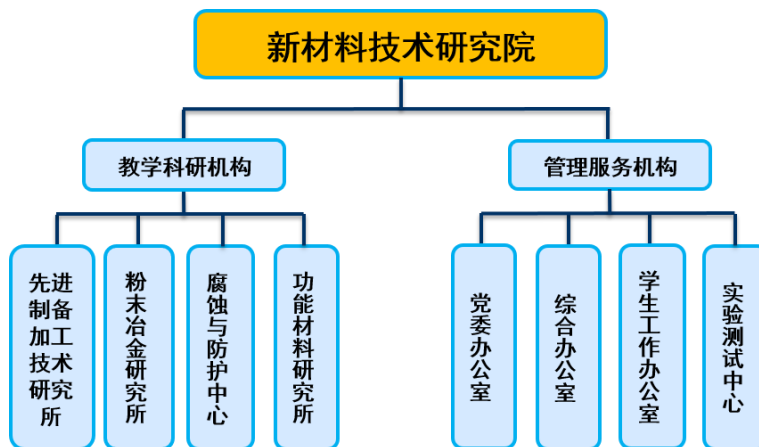 新材料技术研究院
教学科研机构
管理服务机构
先进
制备
加工
技术
研究
所
粉末冶金研究所
腐蚀与防护中心
功能材料研究所
党委办公室
综合办公室
学生工作办公室
实验测试中心